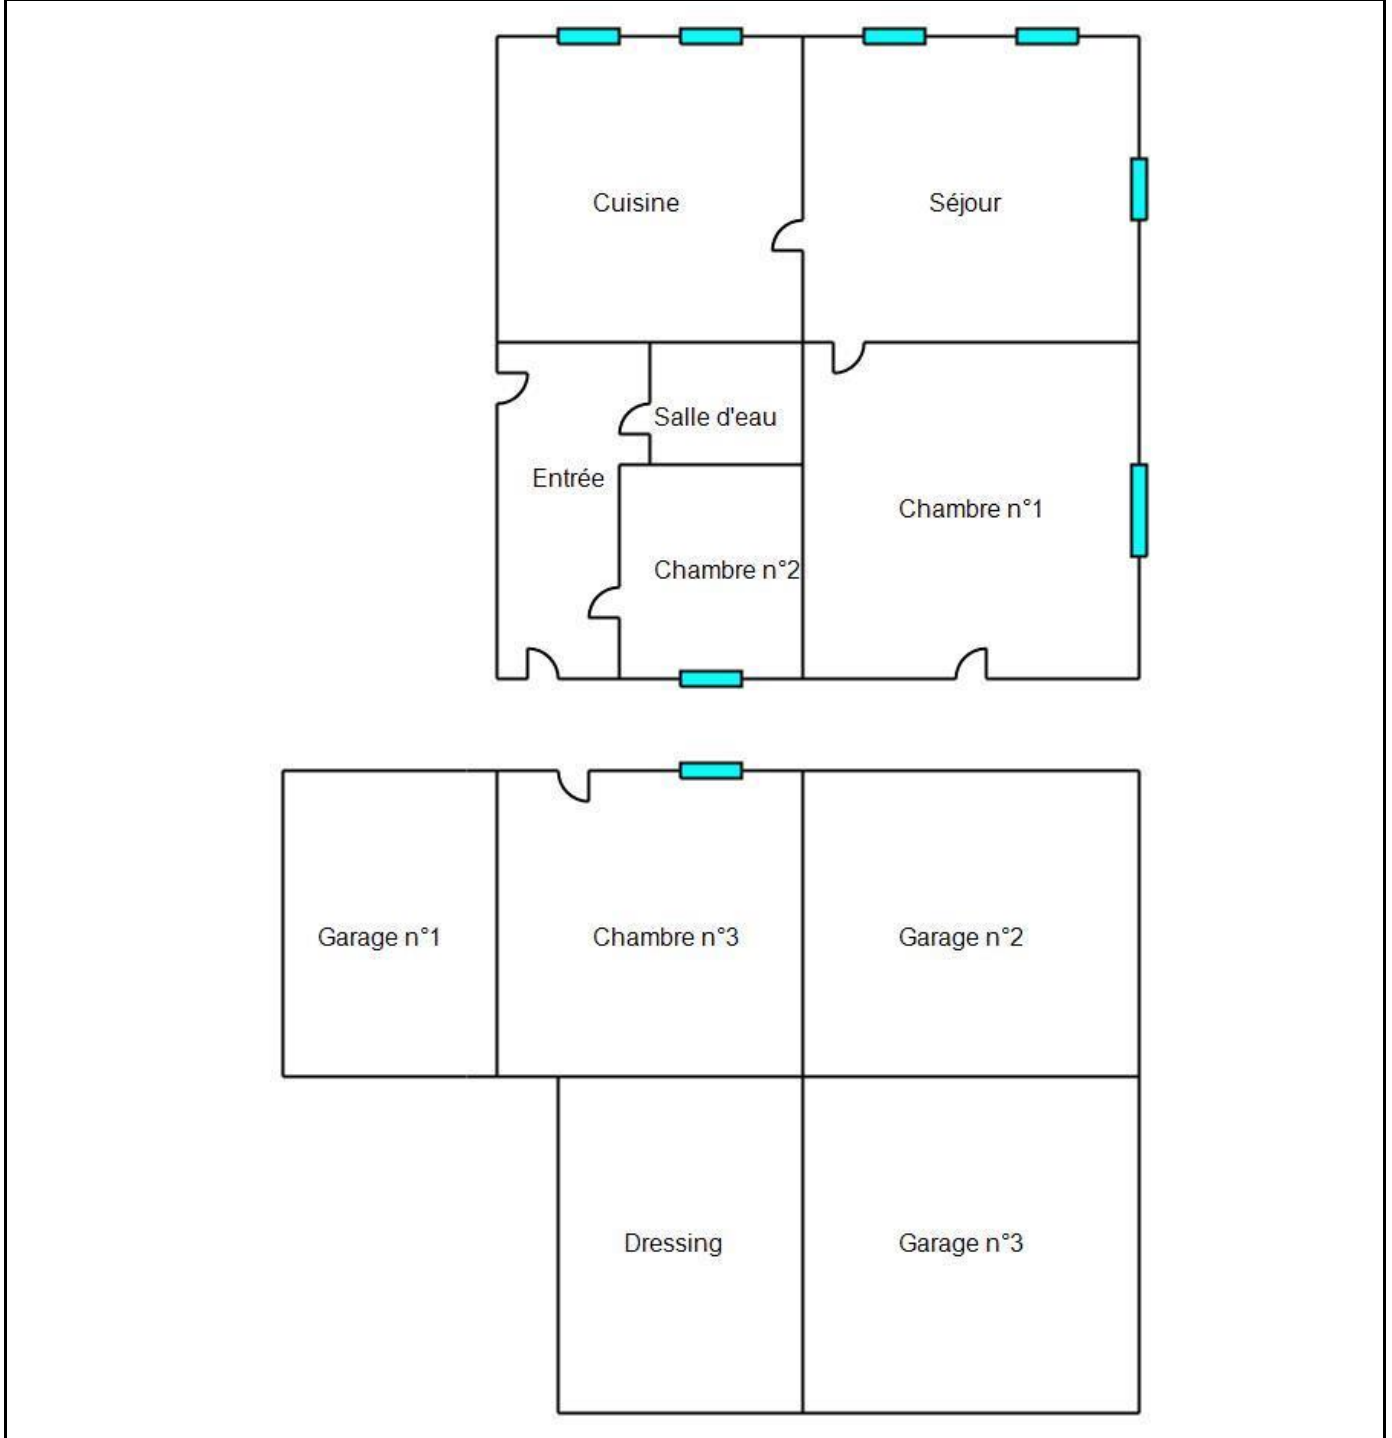 Cuisine
Séjour
Salle d'eau
Entrée
Chambre n°1
Chambre n°2
Garage n°1
Chambre n°3
Garage n°2
Dressing
Garage n°3